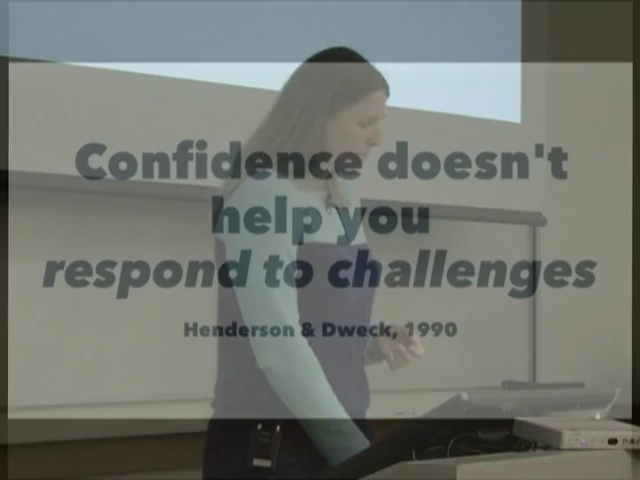 Confidence doesn't
help you
respond to challenges
Henderson & Dweck, 1990